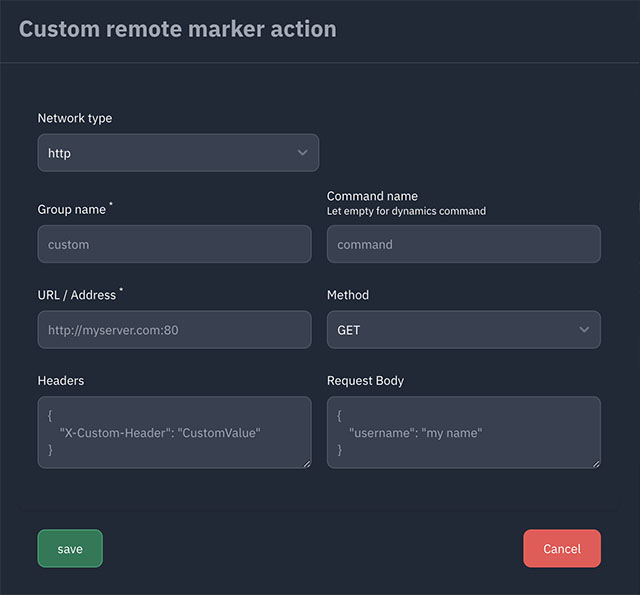 Custom remote marker action
Network type
http
Group name *
Command name
Let empty for dynamics command
custom
command
URL / Address *
Method
http://myserver.com:80
GET
Headers
Request Body
{
"X-Custom-Header": "CustomValue"
}
{
"username": "my name"
}
save
Cancel